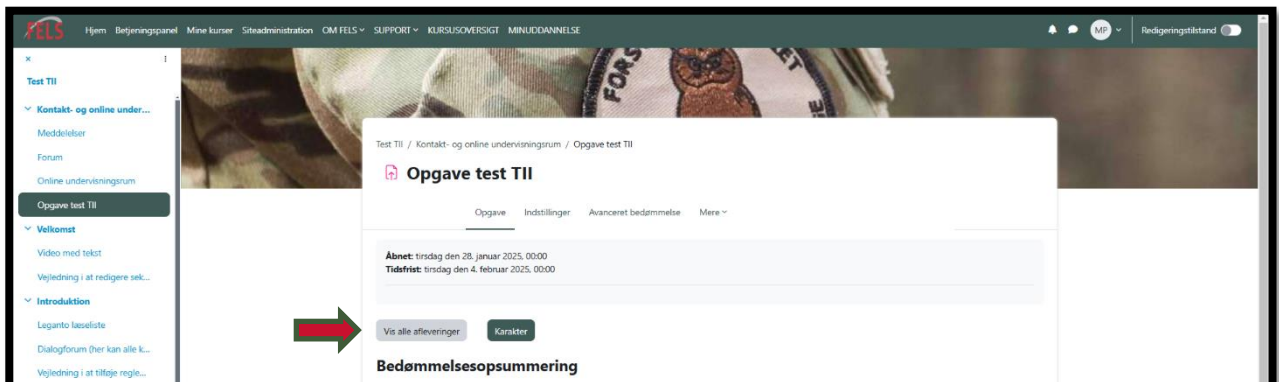 FELS Hjem Betjeningspanel Mine kurser Siteadministration OM FELS SUPPORT KURSUSOVERSIGT MINUDDANNELSE MP Redigeringstilstand
Test TII
Kontakt- og online under...
Meddelelser
Forum
Online undervisningsrum
Opgave test TII
Velkomst
Video med tekst
Vejledning i at redigere sek...
Introduktion
Leganto læseliste
Dialogforum (her kan alle k...
Vejledning i at tilføje regle...
FORS
Test TII / Kontakt- og online undervisningsrum / Opgave test TII
Opgave test TII
Opgave Indstillinger Avanceret bedømmelse Mere
Åbnet: tirsdag den 28. januar 2025, 00:00
Tidsfrist: tirsdag den 4. februar 2025, 00:00
Vis alle afleveringer Karakter
Bedømmelsesopsummering